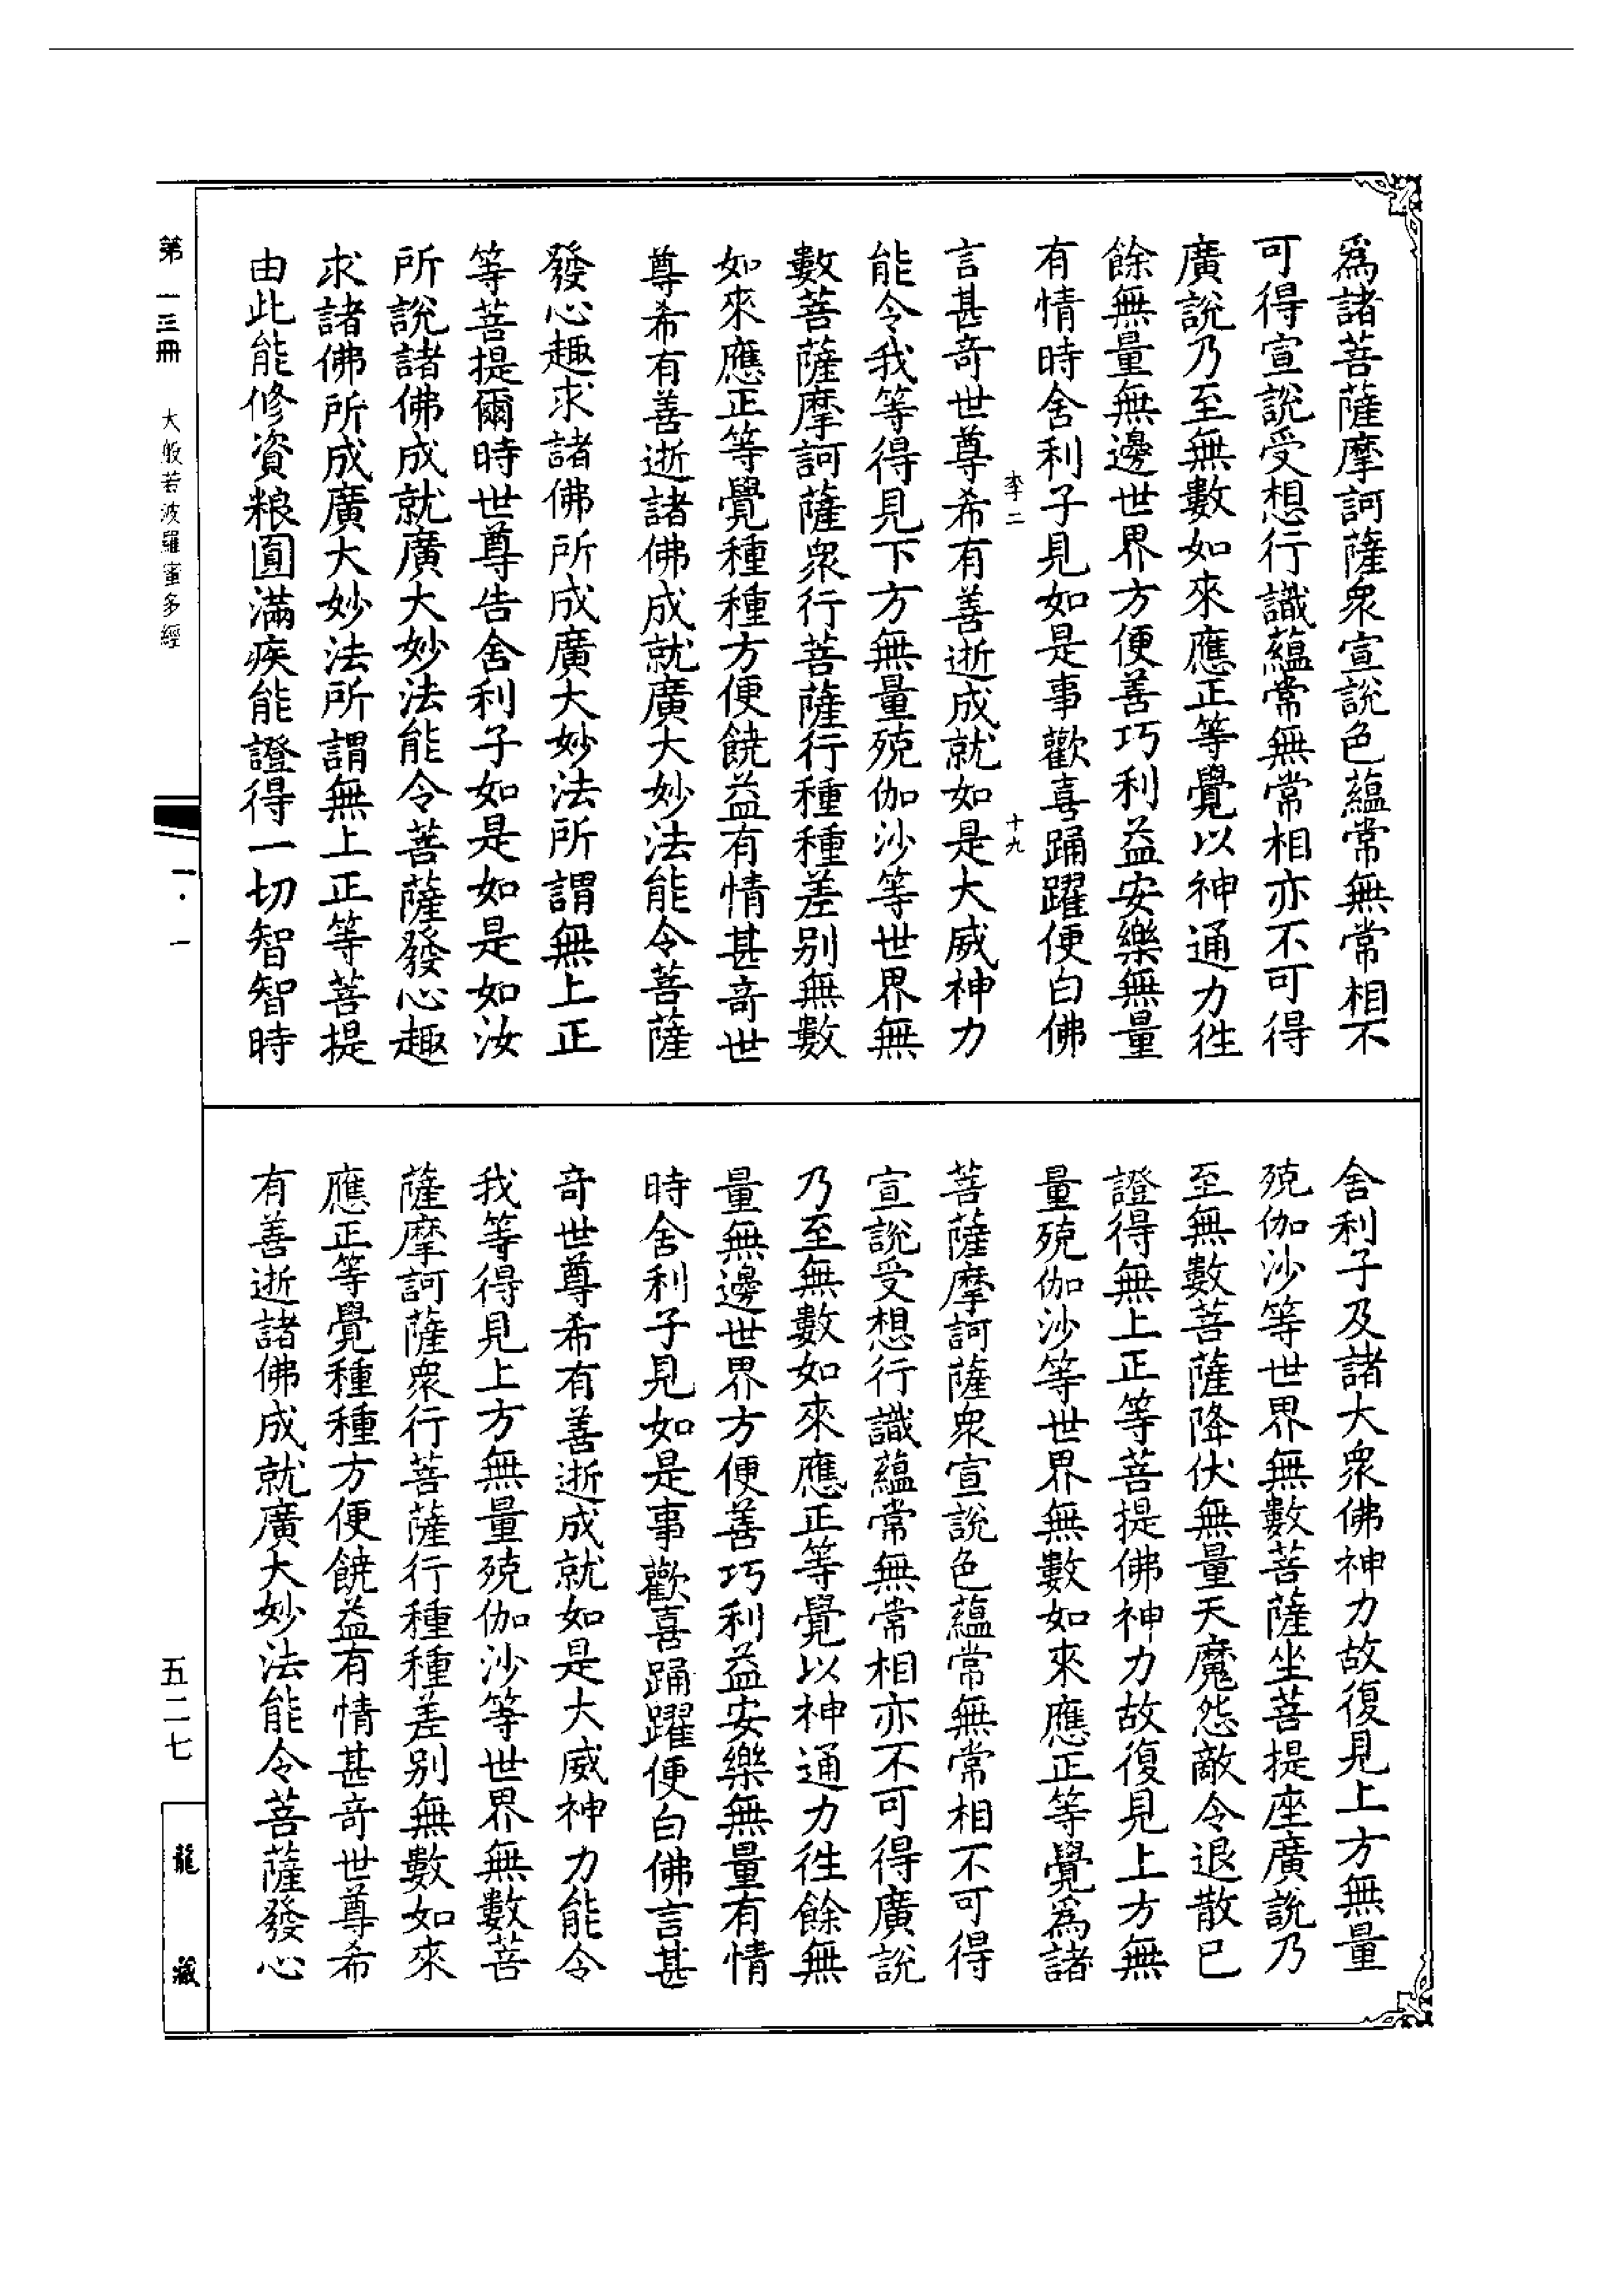 爲諸菩薩摩訶薩衆宣說色蘊常無常相不
可得宣說受想行識蘊常無常相亦不可得
廣說乃至無數如來應正等覺以神通力徃
餘無量無邊世界方便善巧利益安樂無量
有情時舍利子見如是事歡喜踊躍便白佛
李二
十九
言甚奇世尊希有善逝成就如是大威神力
能令我等得見下方無量殑伽沙等世界無
數菩薩摩訶薩衆行菩薩行種種差別無數
如來應正等覺種種方便饒益有情甚奇世
尊希有善逝諸佛成就廣大妙法能令菩薩
發心趣求諸佛所成廣大妙法所謂無上正
等菩提爾時世尊告舍利子如是如是如汝
所說諸佛成就廣大妙法能令菩薩發心趣
求諸佛所成廣大妙法所謂無上正等菩提
由此能修資粮圓滿疾能證得一切智智時
舍利子及諸大衆佛神力故復見上方無量
殑伽沙等世界無數菩薩坐菩提座廣說乃
至無數菩薩降伏無量天魔怨敵令退散已
證得無上正等菩提佛神力故復見上方無
量殑伽沙等世界無數如來應正等覺爲諸
菩薩摩訶薩衆宣說色蘊常無常相不可得
宣說受想行識蘊常無常相亦不可得廣說
乃至無數如來應正等覺以神通力徃餘無
量無邊世界方便善巧利益安樂無量有情
時舍利子見如是事歡喜踊躍便白佛言甚
奇世尊希有善逝成就如是大威神力能令
我等得見上方無量殑伽沙等世界無數菩
薩摩訶薩衆行菩薩行種種差別無數如來
應正等覺種種方便饒益有情甚奇世尊希
有善逝諸佛成就廣大妙法能令菩薩發心
第一三冊 大般若波羅蜜多經
一·一
五二七
龍藏